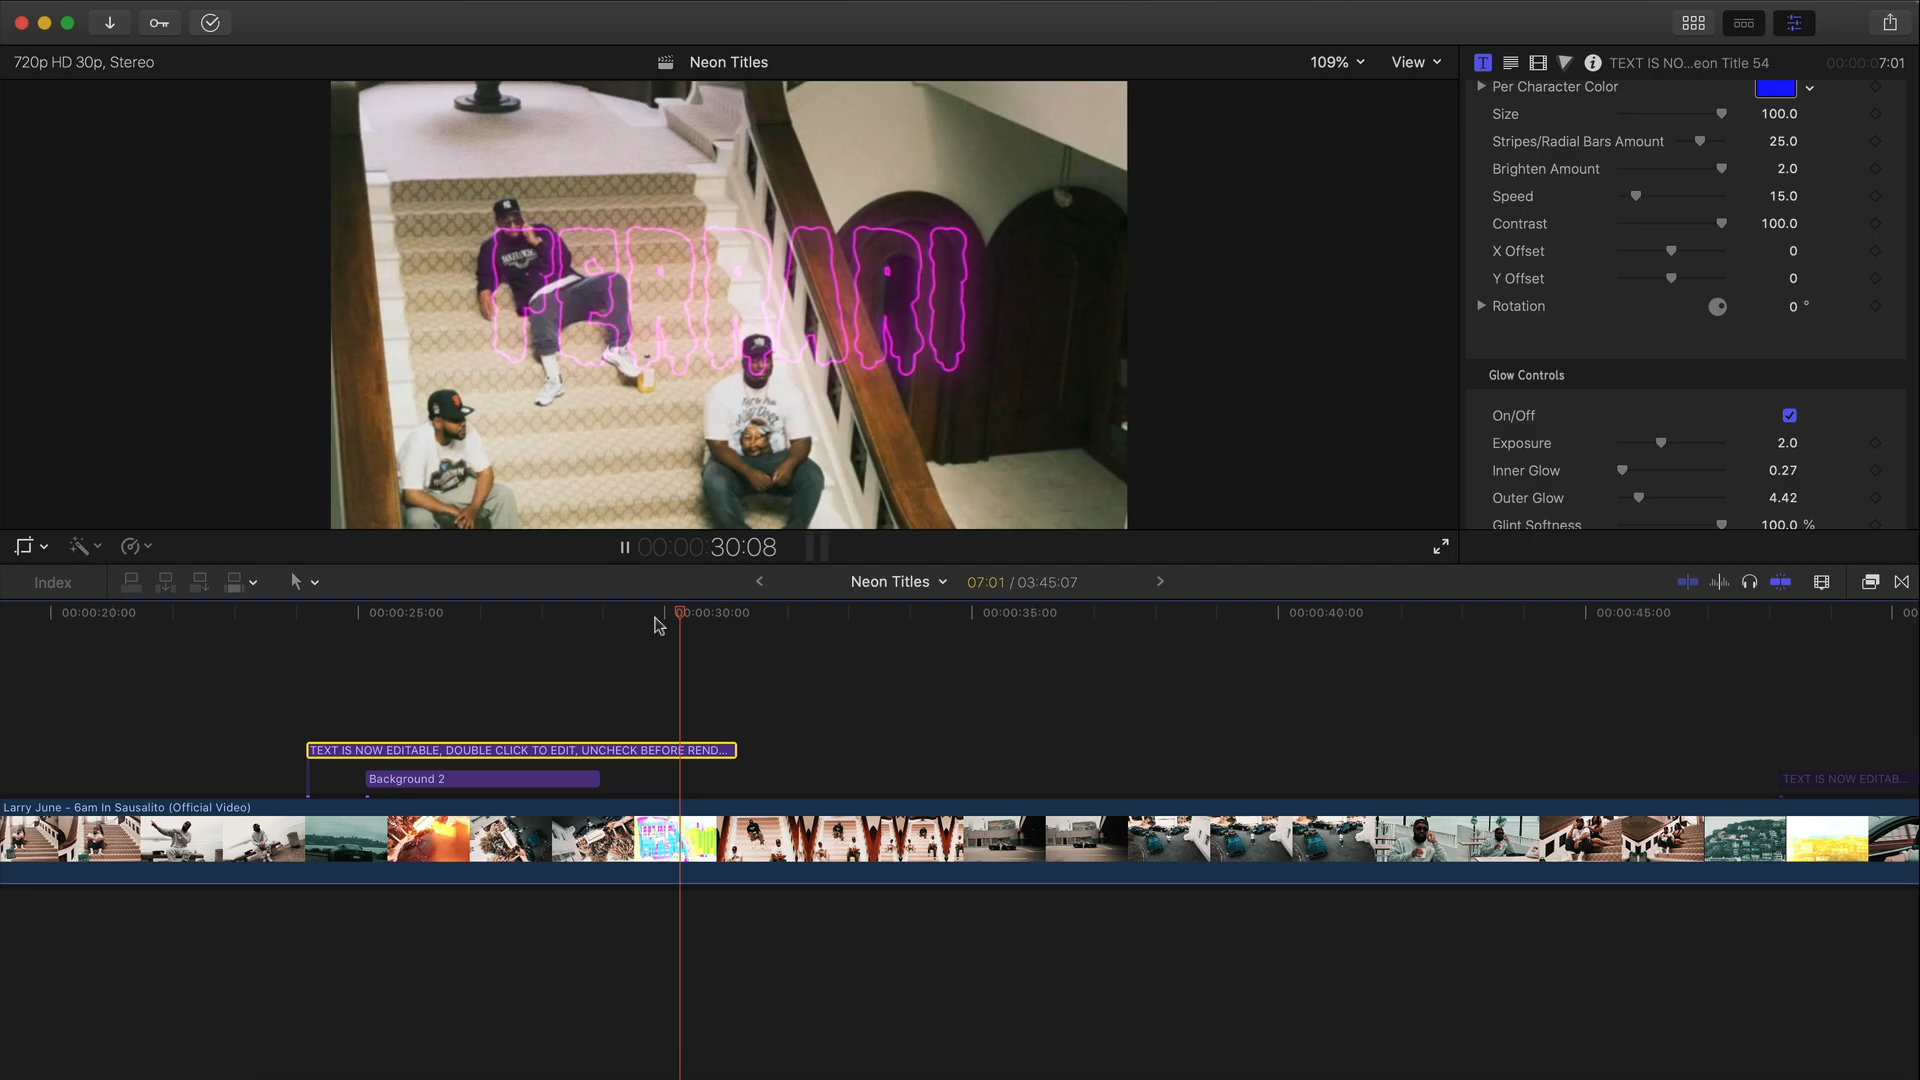 720p HD 30p, Stereo
Neon Titles
109%
View
TEXT IS NO...eon Title 54
00:00:07:01
Per Character Color
Size 100.0
Stripes/Radial Bars Amount 25.0
Brighten Amount 2.0
Speed 15.0
Contrast 100.0
X Offset 0
Y Offset 0
Rotation 0 °
Glow Controls
On/Off
Exposure 2.0
Inner Glow 0.27
Outer Glow 4.42
Glint Softness 100.0 %
FERRARI
00:00:00:30:08
Index
Neon Titles
07:01 / 03:45:07
00:00:20:00
00:00:25:00
00:00:30:00
00:00:35:00
00:00:40:00
00:00:45:00
00
TEXT IS NOW EDITABLE, DOUBLE CLICK TO EDIT, UNCHECK BEFORE REND...
Background 2
TEXT IS NOW EDITAB...
Larry June - 6am In Sausalito (Official Video)